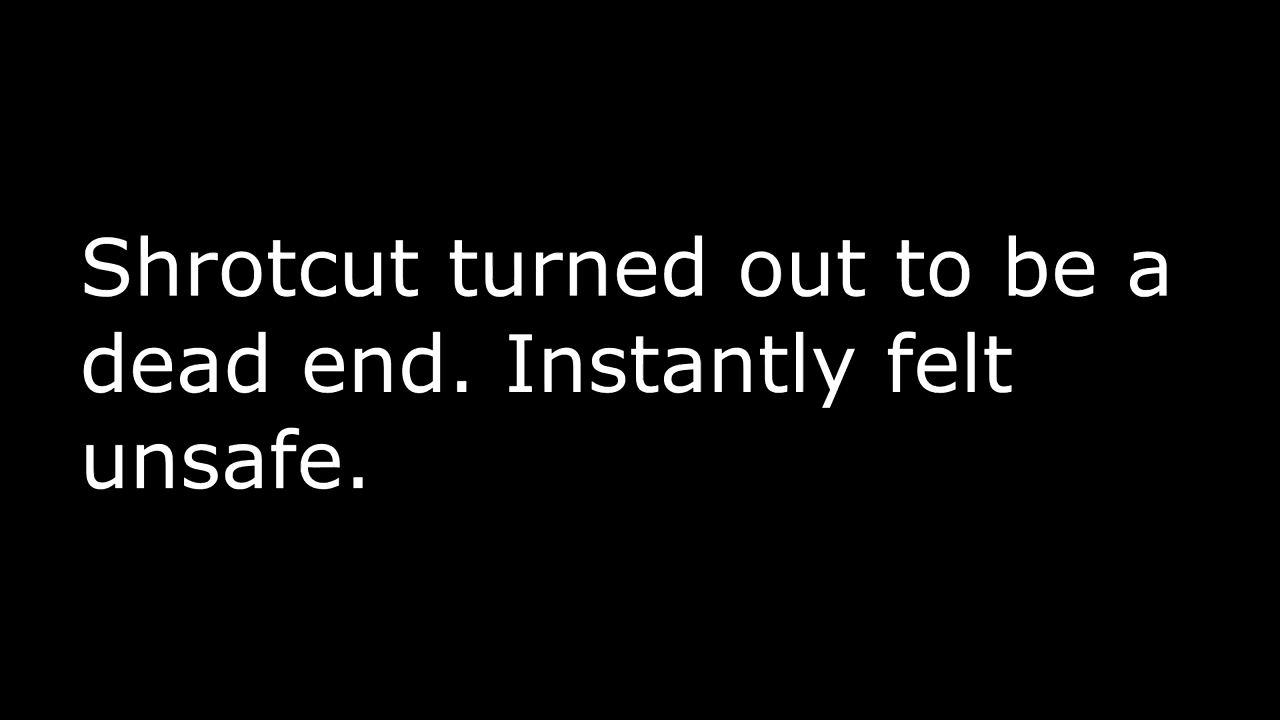 Shrotcut turned out to be a
dead end. Instantly felt
unsafe.